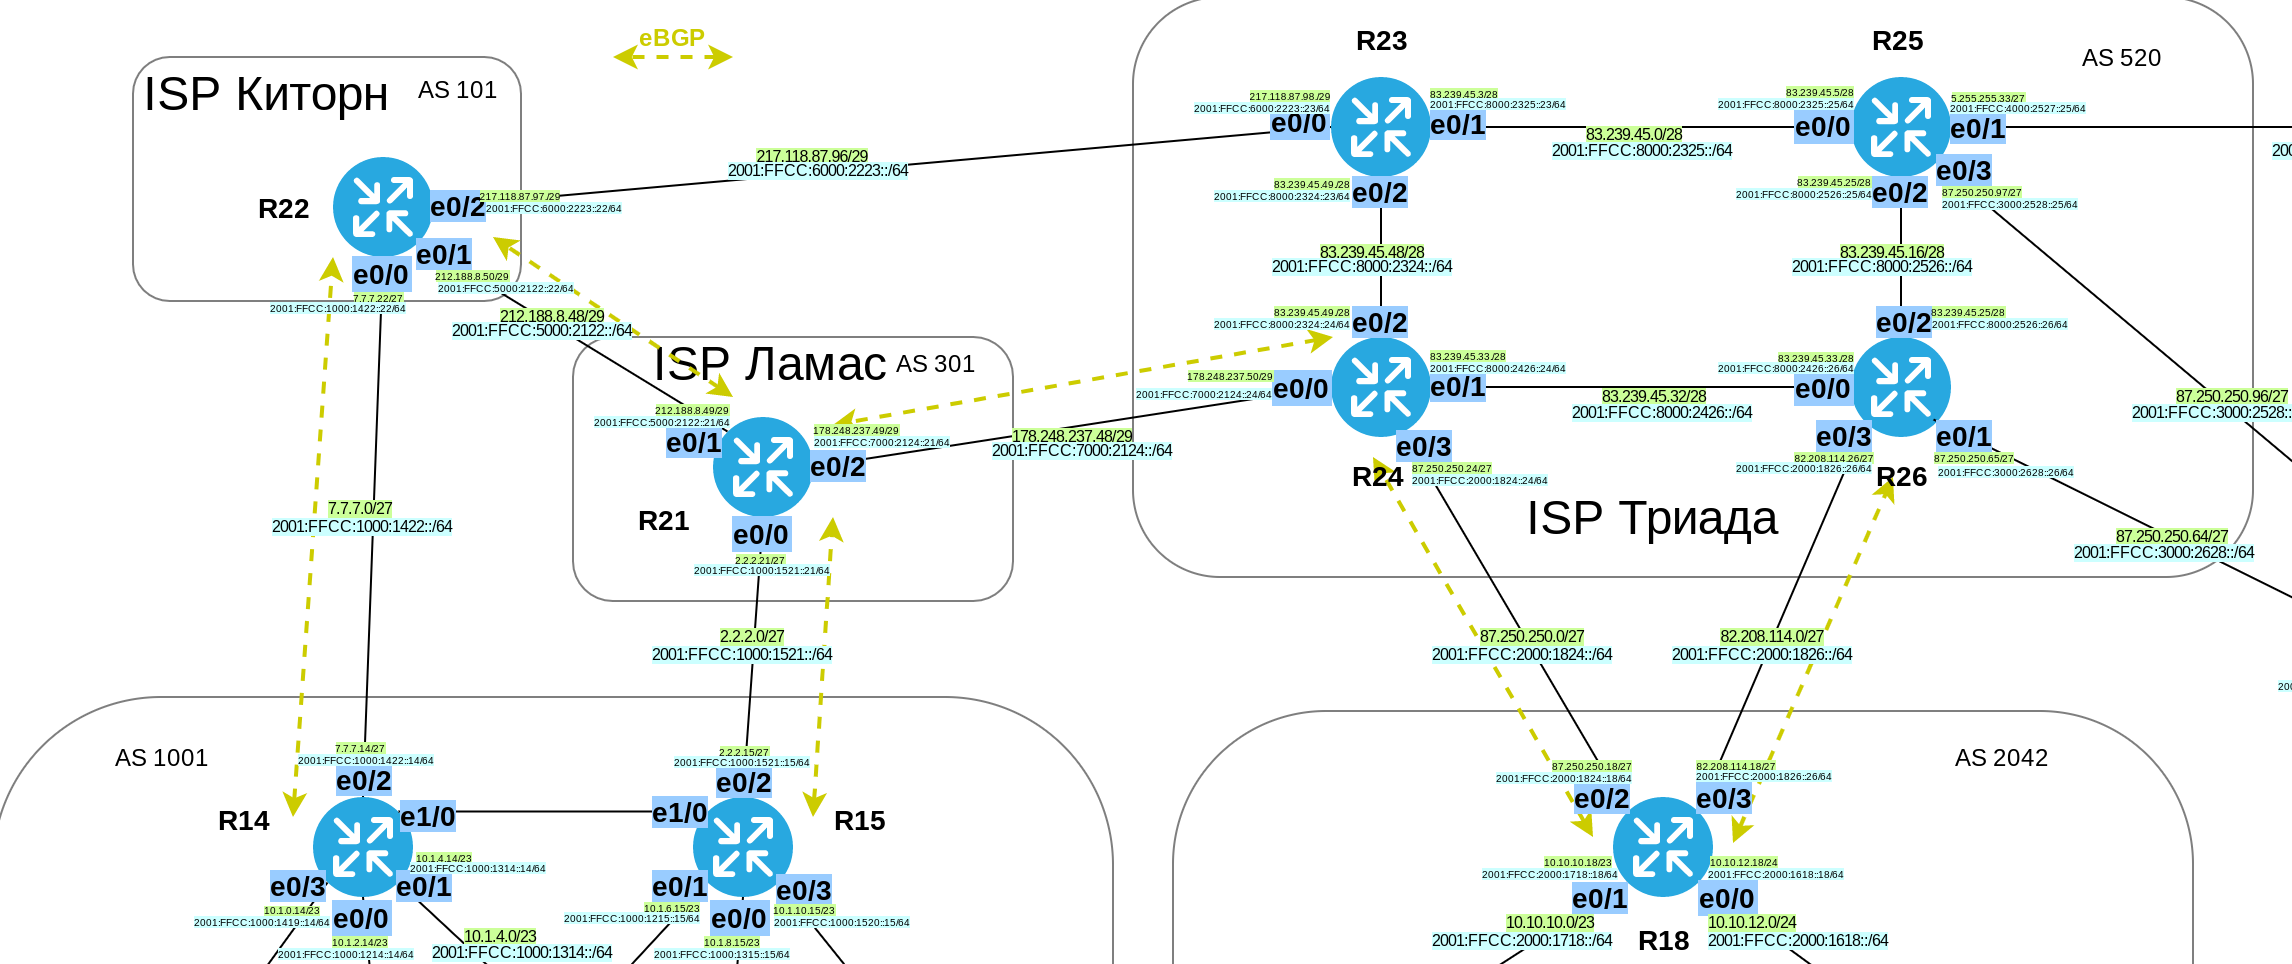 eBGP
ISP Киторн
AS 101
R22
e0/2
217.118.87.97./29
2001:FFCC:6000:2223::22/64
e0/1
212.188.8.50/29
2001:FFCC:5000:2122::22/64
e0/0
7.7.7.22/27
2001:FFCC:1000:1422::22/64
217.118.87.96/29
2001:FFCC:6000:2223::/64
212.188.8.48/29
2001:FFCC:5000:2122::/64
ISP Ламас
AS 301
212.188.8.49/29
2001:FFCC:5000:2122::21/64
e0/1
178.248.237.49/29
2001:FFCC:7000:2124::21/64
e0/2
R21
e0/0
2.2.2.21/27
2001:FFCC:1000:1521::21/64
178.248.237.48/29
2001:FFCC:7000:2124::/64
7.7.7.0/27
2001:FFCC:1000:1422::/64
2.2.2.0/27
2001:FFCC:1000:1521::/64
AS 520
R23
217.118.87.98./29
2001:FFCC:6000:2223::23/64
e0/0
83.239.45.3/28
2001:FFCC:8000:2325::23/64
e0/1
83.239.45.49./28
2001:FFCC:8000:2324::23/64
e0/2
83.239.45.0/28
2001:FFCC:8000:2325::/64
R25
83.239.45.5/28
2001:FFCC:8000:2325::25/64
e0/0
5.255.255.33/27
2001:FFCC:4000:2527::25/64
e0/1
e0/3
83.239.45.25/28
2001:FFCC:8000:2526::25/64
e0/2
87.250.250.97/27
2001:FFCC:3000:2528::25/64
200
83.239.45.48/28
2001:FFCC:8000:2324::/64
83.239.45.16/28
2001:FFCC:8000:2526::/64
83.239.45.49./28
2001:FFCC:8000:2324::24/64
e0/2
83.239.45.33./28
2001:FFCC:8000:2426::24/64
178.248.237.50/29
2001:FFCC:7000:2124::24/64
e0/0
e0/1
83.239.45.32/28
2001:FFCC:8000:2426::/64
e0/3
87.250.250.24/27
2001:FFCC:2000:1824::24/64
R24
e0/2
83.239.45.25/28
2001:FFCC:8000:2526::26/64
83.239.45.33./28
2001:FFCC:8000:2426::26/64
e0/0
e0/3
82.208.114.26/27
2001:FFCC:2000:1826::26/64
e0/1
87.250.250.65/27
2001:FFCC:3000:2628::26/64
R26
ISP Триада
87.250.250.96/27
2001:FFCC:3000:2528::
87.250.250.64/27
2001:FFCC:3000:2628::/64
87.250.250.0/27
2001:FFCC:2000:1824::/64
82.208.114.0/27
2001:FFCC:2000:1826::/64
200
AS 1001
7.7.7.14/27
2001:FFCC:1000:1422::14/64
e0/2
R14
e1/0
10.1.4.14/23
2001:FFCC:1000:1314::14/64
e0/1
e0/3
10.1.0.14/23
2001:FFCC:1000:1419::14/64
e0/0
10.1.2.14/23
2001:FFCC:1000:1214::14/64
10.1.4.0/23
2001:FFCC:1000:1314::/64
2.2.2.15/27
2001:FFCC:1000:1521::15/64
e0/2
R15
e1/0
e0/1
10.1.6.15/23
2001:FFCC:1000:1215::15/64
e0/0
10.1.8.15/23
2001:FFCC:1000:1315::15/64
e0/3
10.1.10.15/23
2001:FFCC:1000:1520::15/64
AS 2042
87.250.250.18/27
2001:FFCC:2000:1824::18/64
e0/2
82.208.114.18/27
2001:FFCC:2000:1826::26/64
e0/3
10.10.10.18/23
2001:FFCC:2000:1718::18/64
e0/1
10.10.12.18/24
2001:FFCC:2000:1618::18/64
e0/0
10.10.10.0/23
2001:FFCC:2000:1718::/64
10.10.12.0/24
2001:FFCC:2000:1618::/64
R18